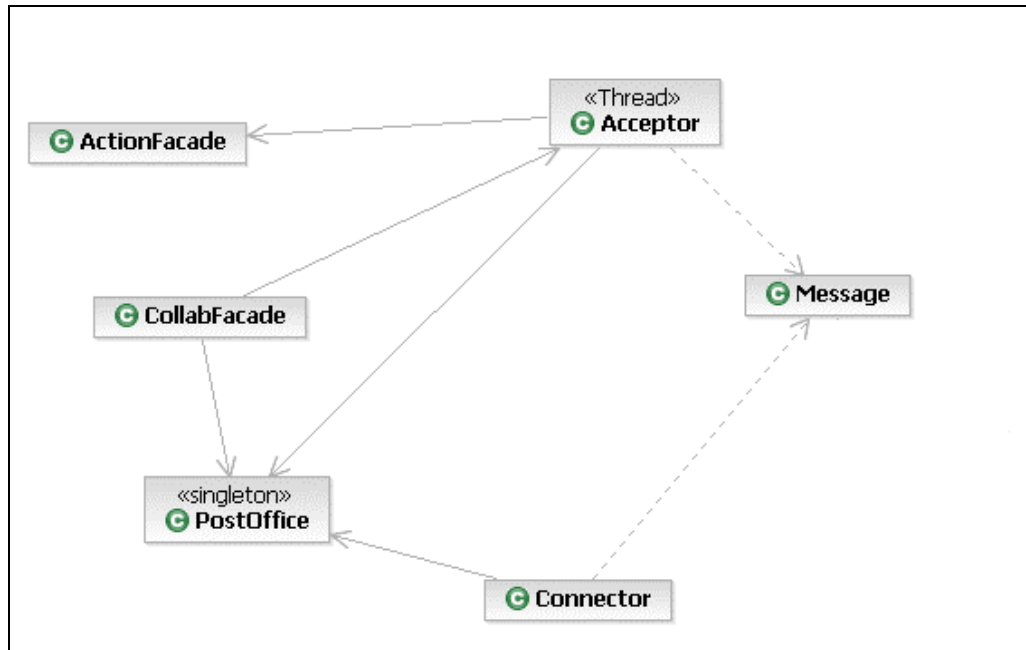 «Thread»
C Acceptor
C ActionFacade
C Message
C CollabFacade
«singleton»
C PostOffice
C Connector